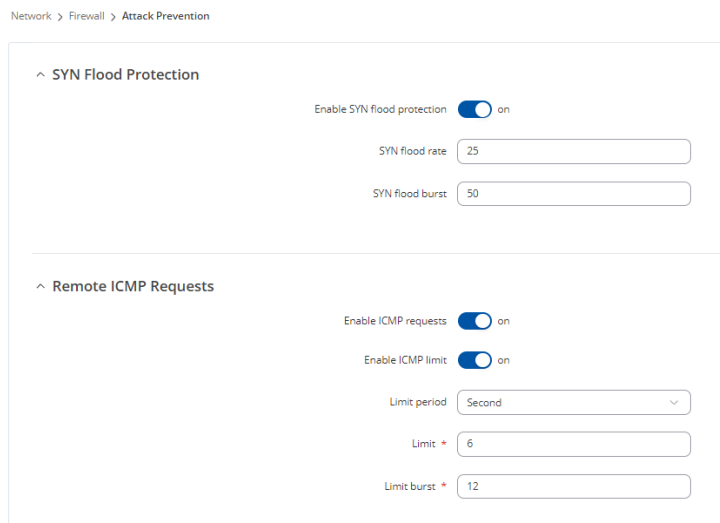 Network > Firewall > Attack Prevention
SYN Flood Protection
Enable SYN flood protection on
SYN flood rate 25
SYN flood burst 50
Remote ICMP Requests
Enable ICMP requests on
Enable ICMP limit on
Limit period Second
Limit * 6
Limit burst * 12